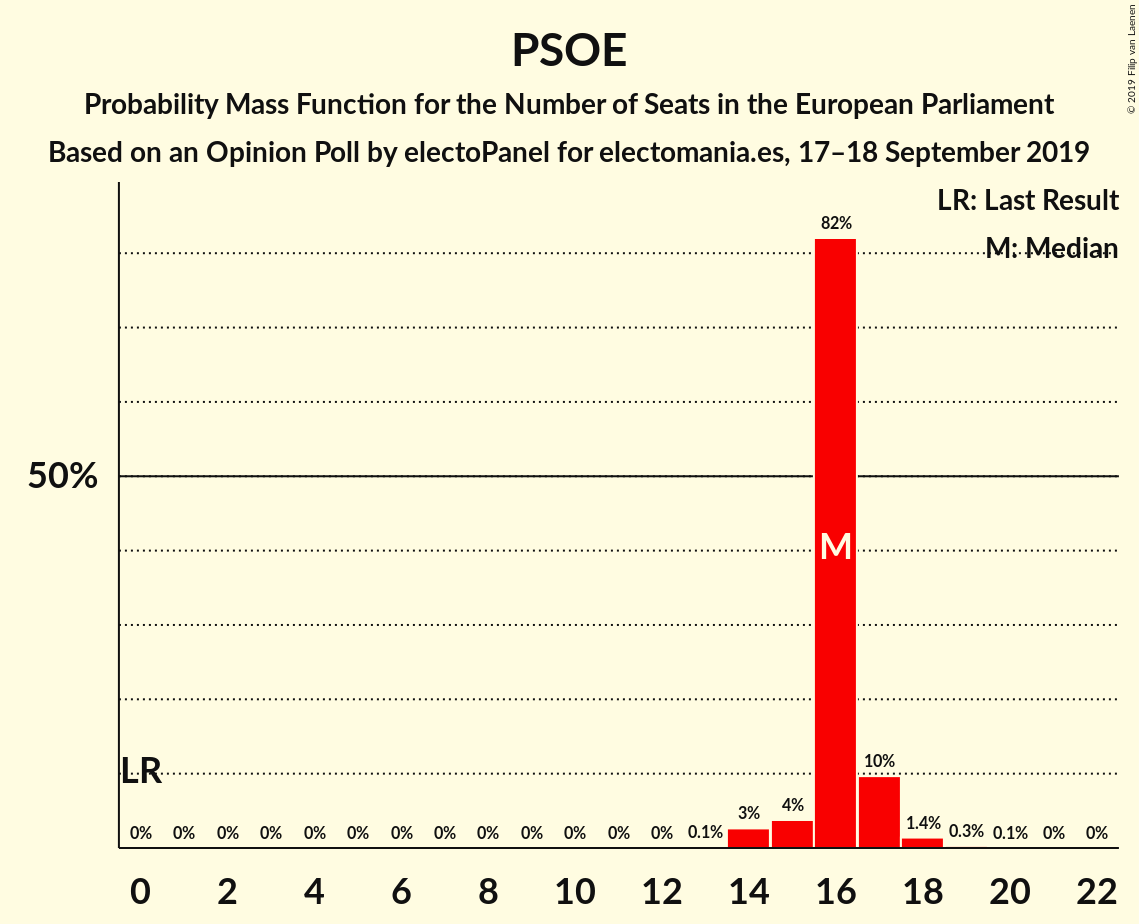 PSOE
Probability Mass Function for the Number of Seats in the European Parliament
Based on an Opinion Poll by electoPanel for electomania.es, 17–18 September 2019
© 2019 Filip van Laenen
LR: Last Result
M: Median
82%
50%
M
LR
10%
3%
4%
0% 0% 0% 0% 0% 0% 0% 0% 0% 0% 0% 0% 0% 0.1% 1.4% 0.3% 0.1% 0% 0%
0 2 4 6 8 10 12 14 16 18 20 22